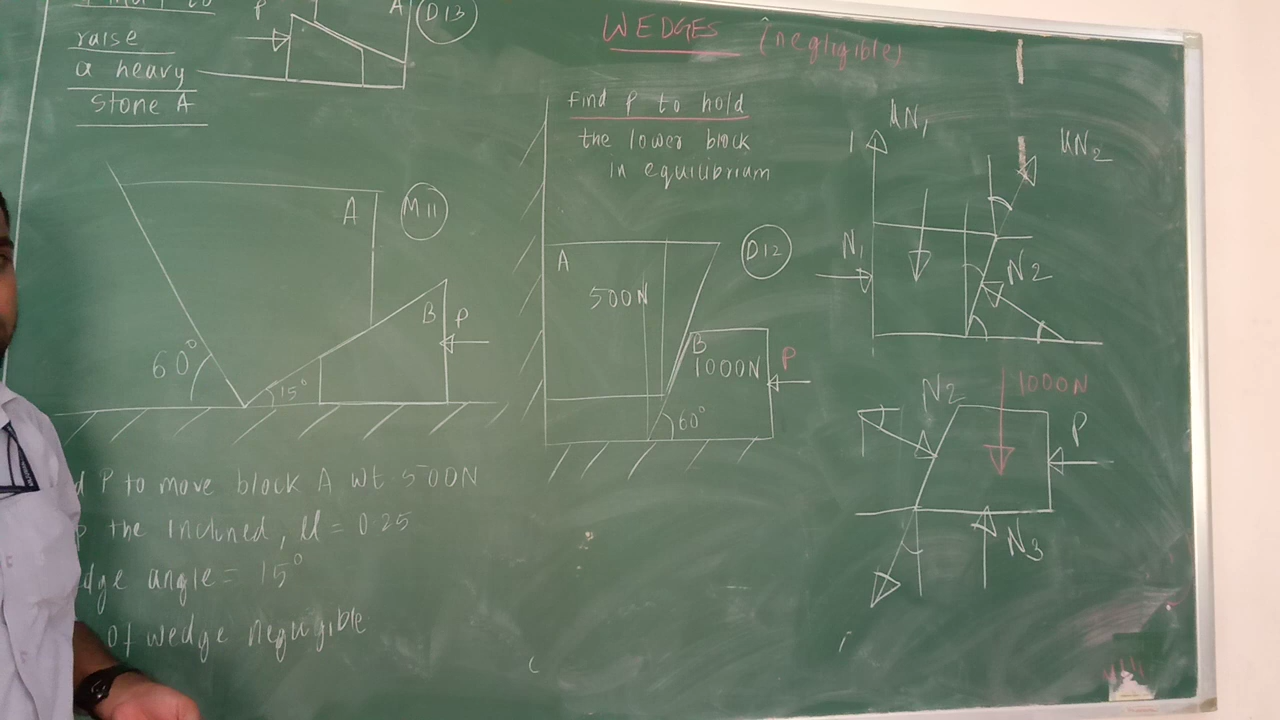 raise
a heavy
stone A
P
A
D13
WEDGES (negligible)
Find P to hold
the lower block
in equilibrium
A
M11
B
P
60°
15°
P to move block A wt 500N
the inclined, μ = 0.25
angle = 15°
of wedge negligible
A
500N
D12
B
1000N
P
60°
1
μN₁
μN₂
N₁
N₂
N₂
1000N
P
N₃